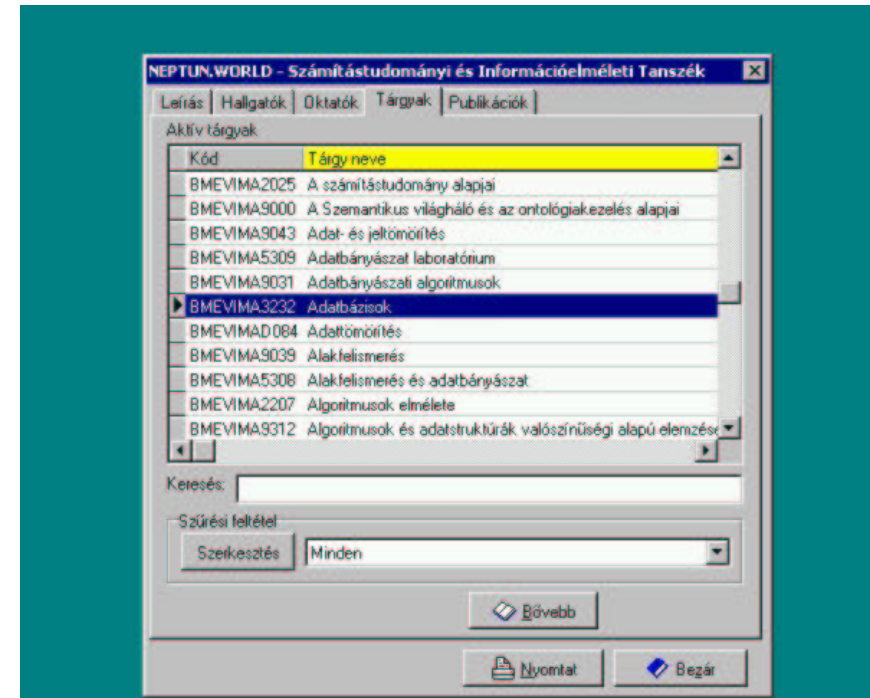 NEPTUN.WORLD - Számítástudományi és Információelméleti Tanszék
Leírás Hallgatók Oktatók Tárgyak Publikációk
Aktív tárgyak
Kód Tárgy neve
BMEVIMA2025 A számítástudomány alapjai
BMEVIMA9000 A Szemantikus világháló és az ontológiakezelés alapjai
BMEVIMA9043 Adat- és jeltömörítés
BMEVIMA5309 Adatbányászat laboratórium
BMEVIMA9031 Adatbányászati algoritmusok
BMEVIMA3232 Adatbázisok
BMEVIMAD084 Adattömörítés
BMEVIMA9039 Alakfelismerés
BMEVIMA5308 Alakfelismerés és adatbányászat
BMEVIMA2207 Algoritmusok elmélete
BMEVIMA9312 Algoritmusok és adatstruktúrák valószínűségi alapú elemzése
Keresés:
Szűrési feltétel
Szerkesztés Minden
Bővebb
Nyomtat Bezár